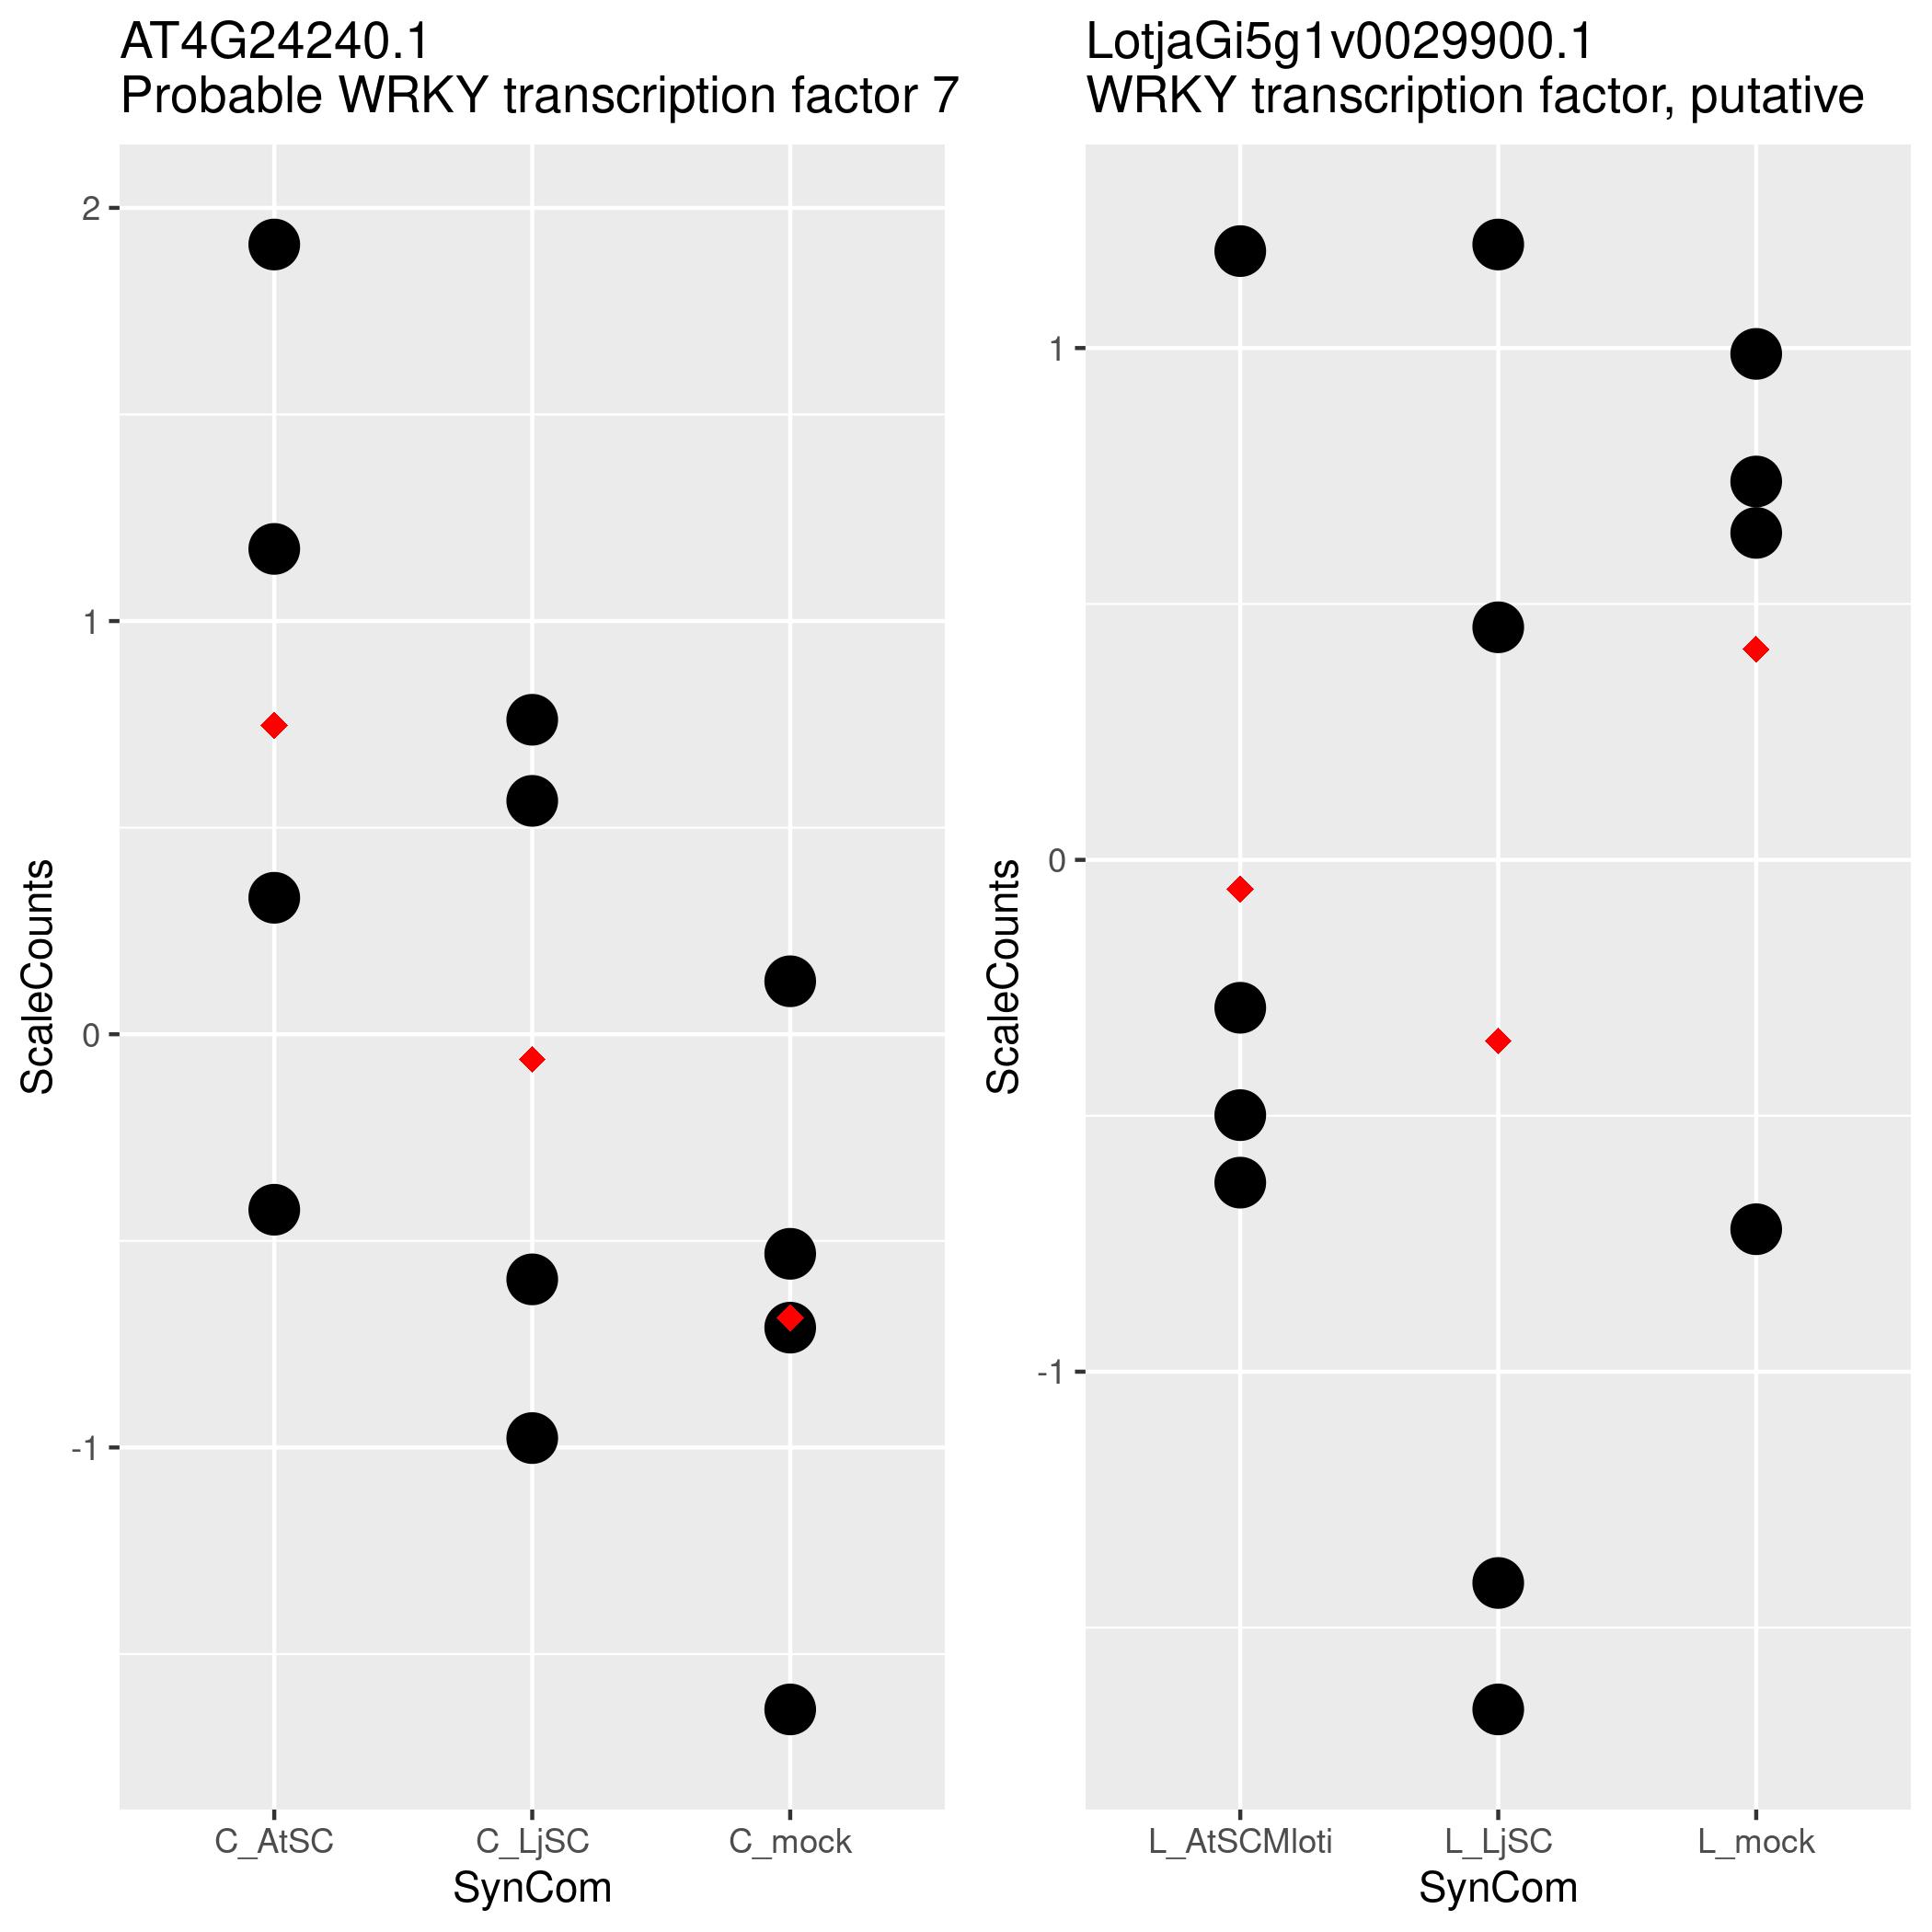 AT4G24240.1
Probable WRKY transcription factor 7
ScaleCounts
2
1
0
-1
C_AtSC
C_LjSC
C_mock
SynCom
LotjaGi5g1v0029900.1
WRKY transcription factor, putative
ScaleCounts
1
0
-1
L_AtSCMloti
L_LjSC
L_mock
SynCom